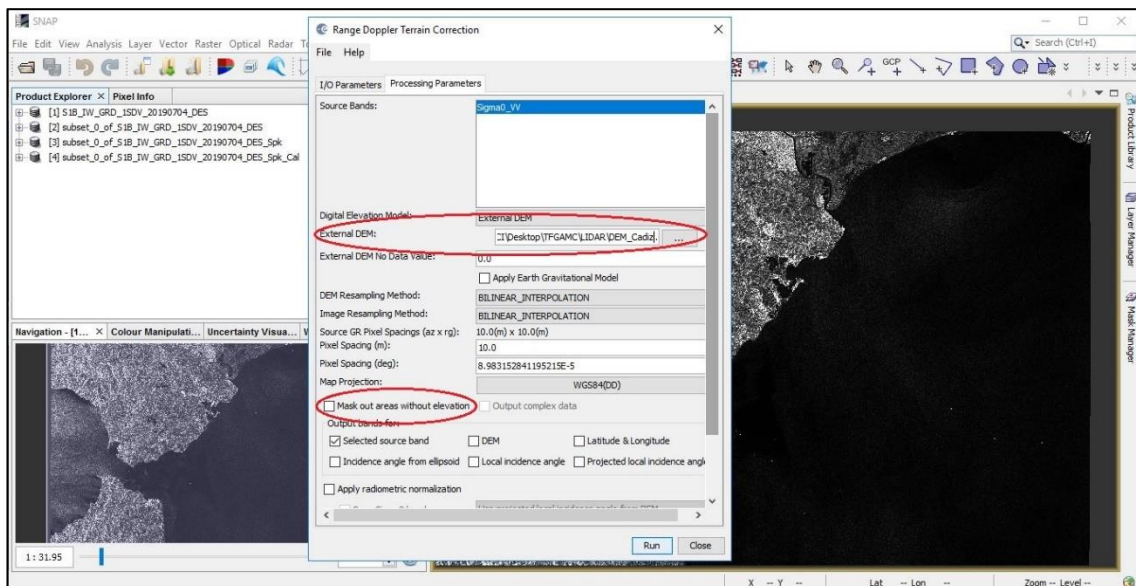 SNAP
File Edit View Analysis Layer Vector Raster Optical Radar
Search (Ctrl+I)
GCP
Product Explorer × Pixel Info
[1] S1B_IW_GRD_1SDV_20190704_DES
[2] subset_0_of_S1B_IW_GRD_1SDV_20190704_DES
[3] subset_0_of_S1B_IW_GRD_1SDV_20190704_DES_Spk
[4] subset_0_of_S1B_IW_GRD_1SDV_20190704_DES_Spk_Cal
Navigation - [1... × Colour Manipulati... Uncertainty Visua...
1 : 31.95
Range Doppler Terrain Correction
File Help
I/O Parameters Processing Parameters
Source Bands:
Sigma0_VV
Digital Elevation Model:
External DEM
External DEM:
\Desktop\TFGAMC\LIDAR\DEM_Cadiz\.
...
External DEM No Data Value:
0.0
Apply Earth Gravitational Model
DEM Resampling Method:
BILINEAR_INTERPOLATION
Image Resampling Method:
BILINEAR_INTERPOLATION
Source GR Pixel Spacings (az x rg):
10.0(m) x 10.0(m)
Pixel Spacing (m):
10.0
Pixel Spacing (deg):
8.983152841195215E-5
Map Projection:
WGS84(DD)
Mask out areas without elevation
Output complex data
Output bands for:
Selected source band
DEM
Latitude & Longitude
Incidence angle from ellipsoid
Local incidence angle
Projected local incidence angle
Apply radiometric normalization
Run
Close
Product Library
Layer Manager
Mask Manager
X -- Y --
Lat -- Lon --
Zoom -- Level --